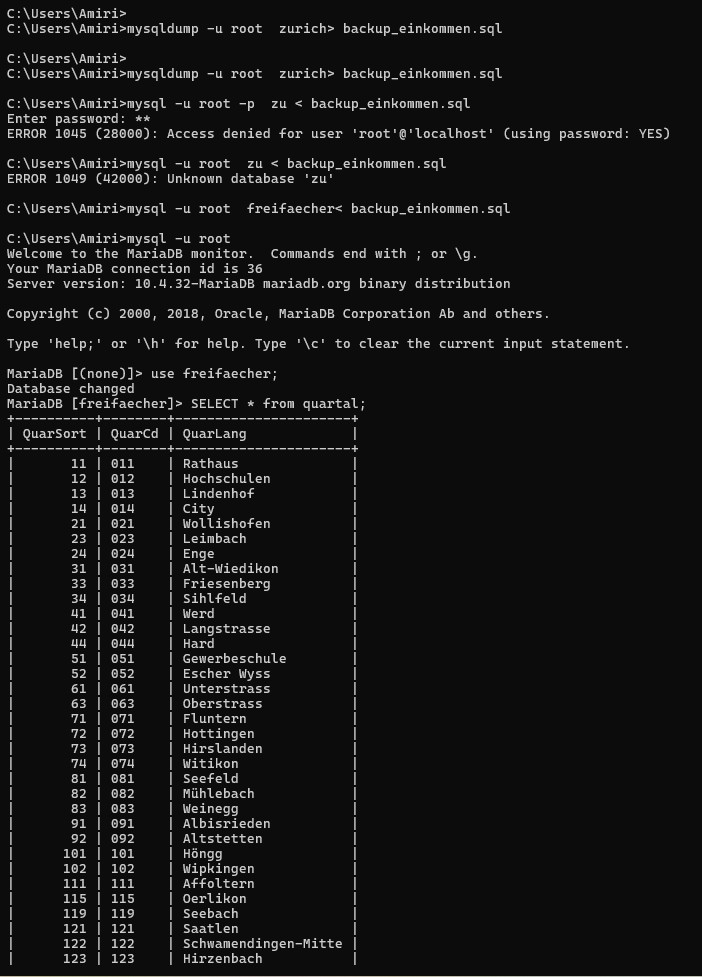 C:\Users\Amiri>
C:\Users\Amiri>mysqldump -u root  zurich> backup_einkommen.sql
C:\Users\Amiri>
C:\Users\Amiri>mysqldump -u root  zurich> backup_einkommen.sql
C:\Users\Amiri>mysql -u root -p  zu < backup_einkommen.sql
Enter password: **
ERROR 1045 (28000): Access denied for user 'root'@'localhost' (using password: YES)
C:\Users\Amiri>mysql -u root  zu < backup_einkommen.sql
ERROR 1049 (42000): Unknown database 'zu'
C:\Users\Amiri>mysql -u root  freifaecher< backup_einkommen.sql
C:\Users\Amiri>mysql -u root
Welcome to the MariaDB monitor.  Commands end with ; or \g.
Your MariaDB connection id is 36
Server version: 10.4.32-MariaDB mariadb.org binary distribution
Copyright (c) 2000, 2018, Oracle, MariaDB Corporation Ab and others.
Type 'help;' or '\h' for help. Type '\c' to clear the current input statement.
MariaDB [(none)]> use freifaecher;
Database changed
MariaDB [freifaecher]> SELECT * from quartal;
+----------+--------+----------------------+
| QuarSort | QuarCd | QuarLang             |
+----------+--------+----------------------+
|       11 | 011    | Rathaus              |
|       12 | 012    | Hochschulen          |
|       13 | 013    | Lindenhof            |
|       14 | 014    | City                 |
|       21 | 021    | Wollishofen          |
|       23 | 023    | Leimbach             |
|       24 | 024    | Enge                 |
|       31 | 031    | Alt-Wiedikon         |
|       33 | 033    | Friesenberg          |
|       34 | 034    | Sihlfeld             |
|       41 | 041    | Werd                 |
|       42 | 042    | Langstrasse          |
|       44 | 044    | Hard                 |
|       51 | 051    | Gewerbeschule        |
|       52 | 052    | Escher Wyss          |
|       61 | 061    | Unterstrass          |
|       63 | 063    | Oberstrass           |
|       71 | 071    | Fluntern             |
|       72 | 072    | Hottingen            |
|       73 | 073    | Hirslanden           |
|       74 | 074    | Witikon              |
|       81 | 081    | Seefeld              |
|       82 | 082    | Mühlebach            |
|       83 | 083    | Weinegg              |
|       91 | 091    | Albisrieden          |
|       92 | 092    | Altstetten           |
|      101 | 101    | Höngg                |
|      102 | 102    | Wipkingen            |
|      111 | 111    | Affoltern            |
|      115 | 115    | Oerlikon             |
|      119 | 119    | Seebach              |
|      121 | 121    | Saatlen              |
|      122 | 122    | Schwamendingen-Mitte |
|      123 | 123    | Hirzenbach           |